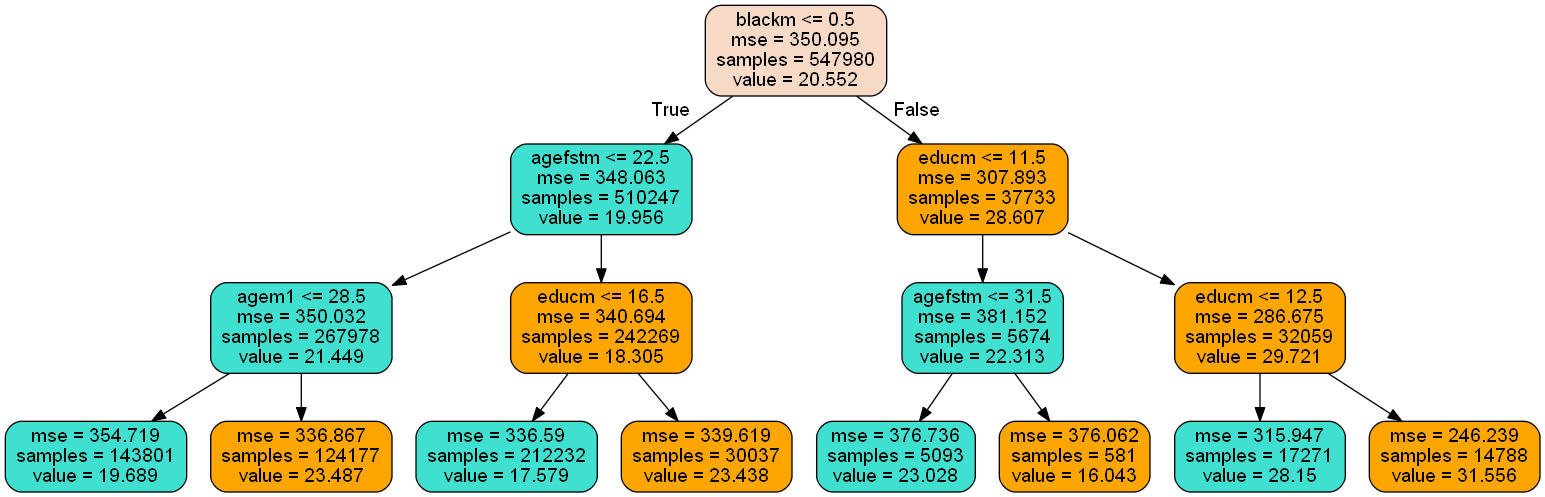 blackm <= 0.5
mse = 350.095
samples = 547980
value = 20.552
True
False
agefstm <= 22.5
mse = 348.063
samples = 510247
value = 19.956
educm <= 11.5
mse = 307.893
samples = 37733
value = 28.607
agem1 <= 28.5
mse = 350.032
samples = 267978
value = 21.449
educm <= 16.5
mse = 340.694
samples = 242269
value = 18.305
agefstm <= 31.5
mse = 381.152
samples = 5674
value = 22.313
educm <= 12.5
mse = 286.675
samples = 32059
value = 29.721
mse = 354.719
samples = 143801
value = 19.689
mse = 336.867
samples = 124177
value = 23.487
mse = 336.59
samples = 212232
value = 17.579
mse = 339.619
samples = 30037
value = 23.438
mse = 376.736
samples = 5093
value = 23.028
mse = 376.062
samples = 581
value = 16.043
mse = 315.947
samples = 17271
value = 28.15
mse = 246.239
samples = 14788
value = 31.556